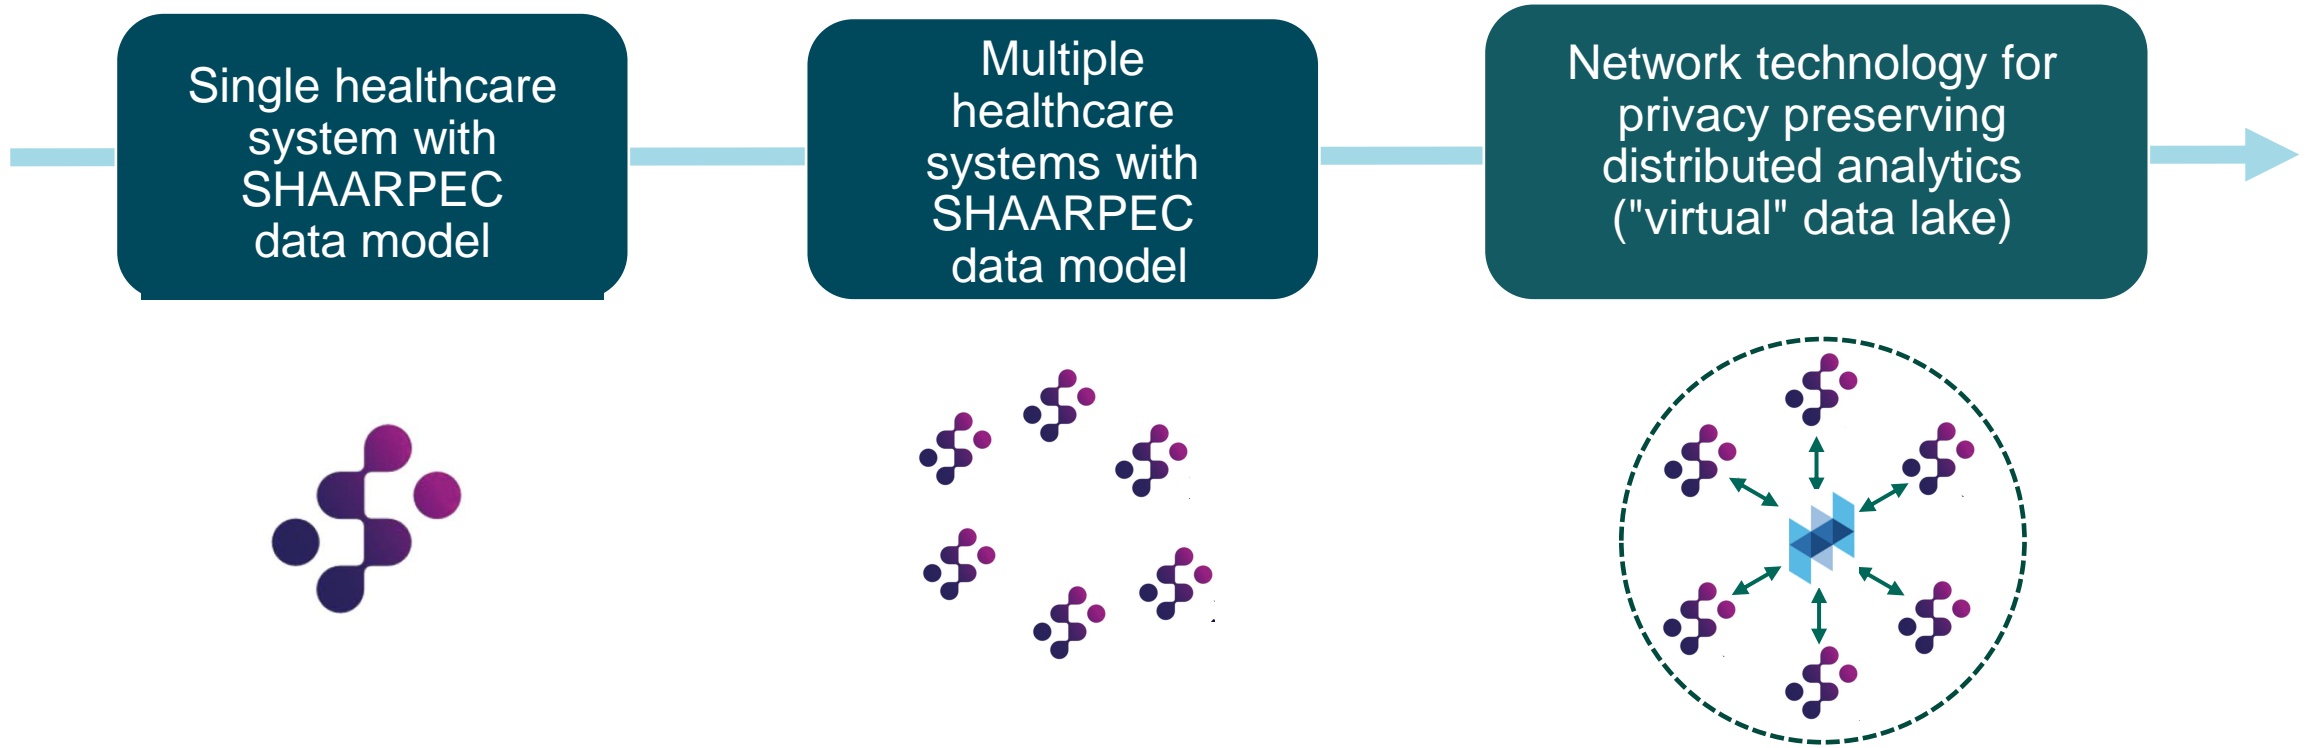 Single healthcare
system with
SHAARPEC
data model
Multiple
healthcare
systems with
SHAARPEC
data model
Network technology for
privacy preserving
distributed analytics
("virtual" data lake)